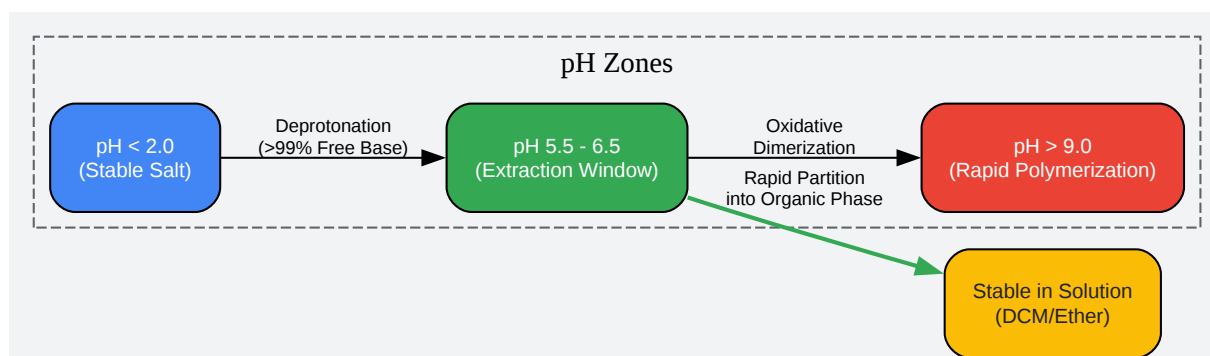 pH Zones
pH < 2.0
(Stable Salt)
Deprotonation
(>99% Free Base)
pH 5.5 - 6.5
(Extraction Window)
Oxidative
Dimerization
Rapid Partition
into Organic Phase
pH > 9.0
(Rapid Polymerization)
Stable in Solution
(DCM/Ether)